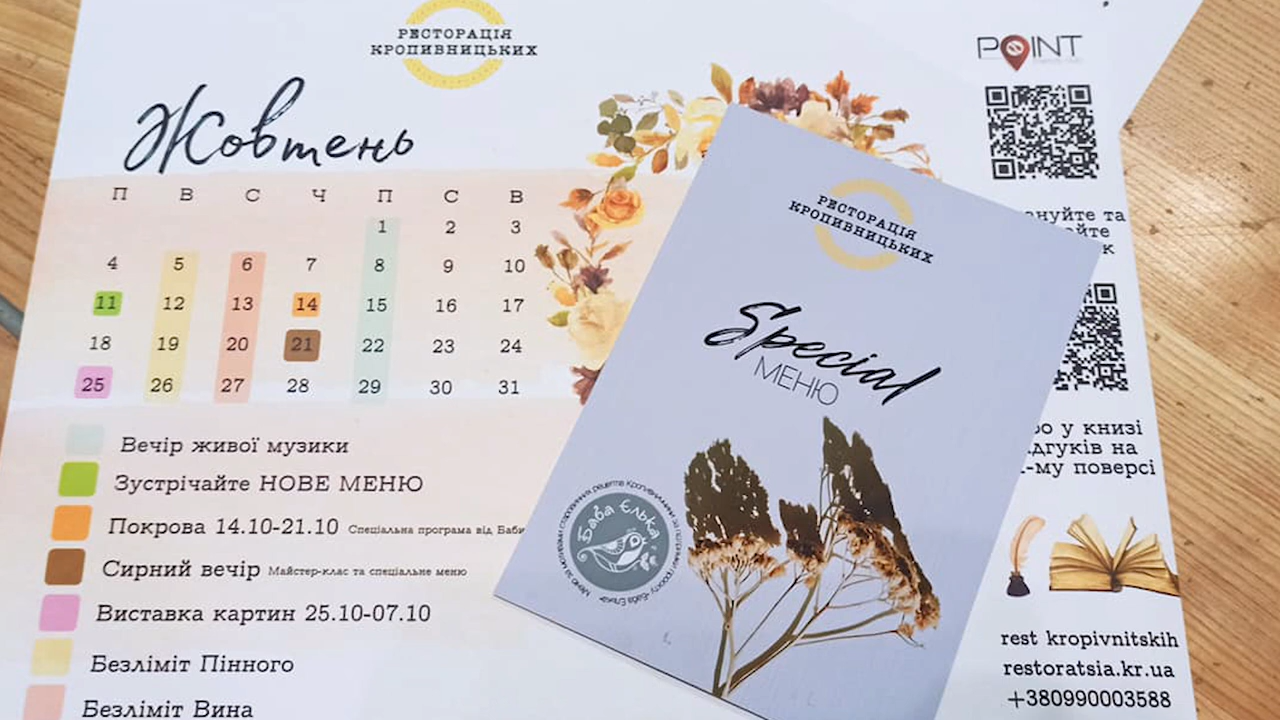 РЕСТОРАЦІЯ
КРОПИВНИЦЬКИХ
Жовтень
П В С Ч П С В
1 2 3
4 5 6 7 8 9 10
11 12 13 14 15 16 17
18 19 20 21 22 23 24
25 26 27 28 29 30 31
Вечір живої музики
Зустрічайте НОВЕ МЕНЮ
Покрова 14.10-21.10 Спеціальна програма від Баби
Сирний вечір Майстер-клас та спеціальне меню
Виставка картин 25.10-07.10
Безліміт Пінного
Безліміт Вина
РЕСТОРАЦІЯ
КРОПИВНИЦЬКИХ
Special
МЕНЮ
Баба Єлька
POINT
та
у книзі
на
поверсі
rest kropivnitskih
restoratsia.kr.ua
+380990003588